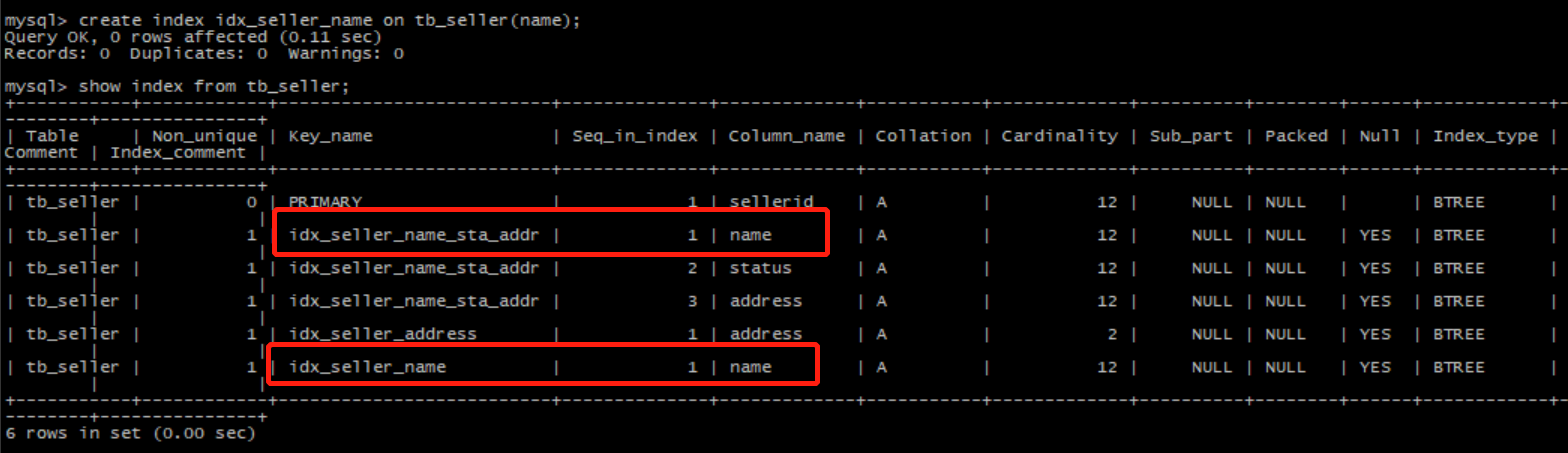 mysql> create index idx_seller_name on tb_seller(name);
Query OK, 0 rows affected (0.11 sec)
Records: 0  Duplicates: 0  Warnings: 0
mysql> show index from tb_seller;
+-----------+------------+--------------------------+--------------+-------------+-----------+-------------+----------+--------+------+------------+-
--------+---------------+
| Table     | Non_unique | Key_name                 | Seq_in_index | Column_name | Collation | Cardinality | Sub_part | Packed | Null | Index_type |
Comment | Index_comment |
+-----------+------------+--------------------------+--------------+-------------+-----------+-------------+----------+--------+------+------------+-
--------+---------------+
| tb_seller |          0 | PRIMARY                  |            1 | sellerid    | A         |          12 |     NULL | NULL   |      | BTREE      |
        |               |
| tb_seller |          1 | idx_seller_name_sta_addr |            1 | name        | A         |          12 |     NULL | NULL   | YES  | BTREE      |
        |               |
| tb_seller |          1 | idx_seller_name_sta_addr |            2 | status      | A         |          12 |     NULL | NULL   | YES  | BTREE      |
        |               |
| tb_seller |          1 | idx_seller_name_sta_addr |            3 | address     | A         |          12 |     NULL | NULL   | YES  | BTREE      |
        |               |
| tb_seller |          1 | idx_seller_address       |            1 | address     | A         |           2 |     NULL | NULL   | YES  | BTREE      |
        |               |
| tb_seller |          1 | idx_seller_name          |            1 | name        | A         |          12 |     NULL | NULL   | YES  | BTREE      |
        |               |
+-----------+------------+--------------------------+--------------+-------------+-----------+-------------+----------+--------+------+------------+-
--------+---------------+
6 rows in set (0.00 sec)